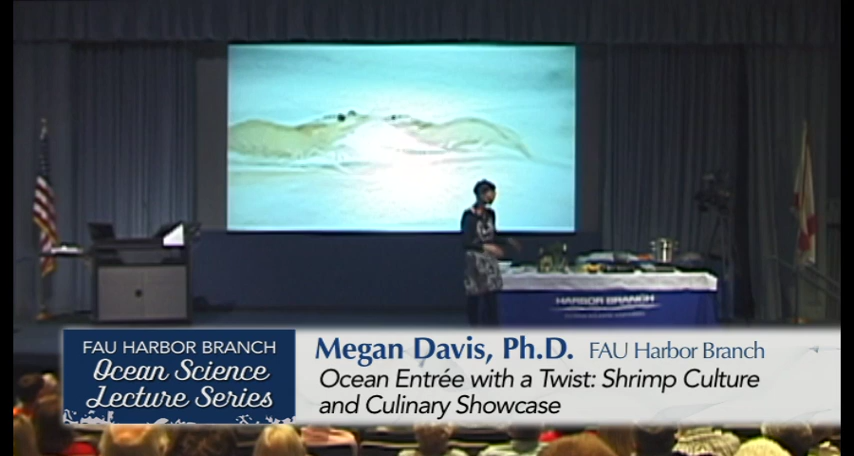 HARBOR BRANCH
FAU HARBOR BRANCH
Ocean Science
Lecture Series
Megan Davis, Ph.D. FAU Harbor Branch
Ocean Entrée with a Twist: Shrimp Culture
and Culinary Showcase